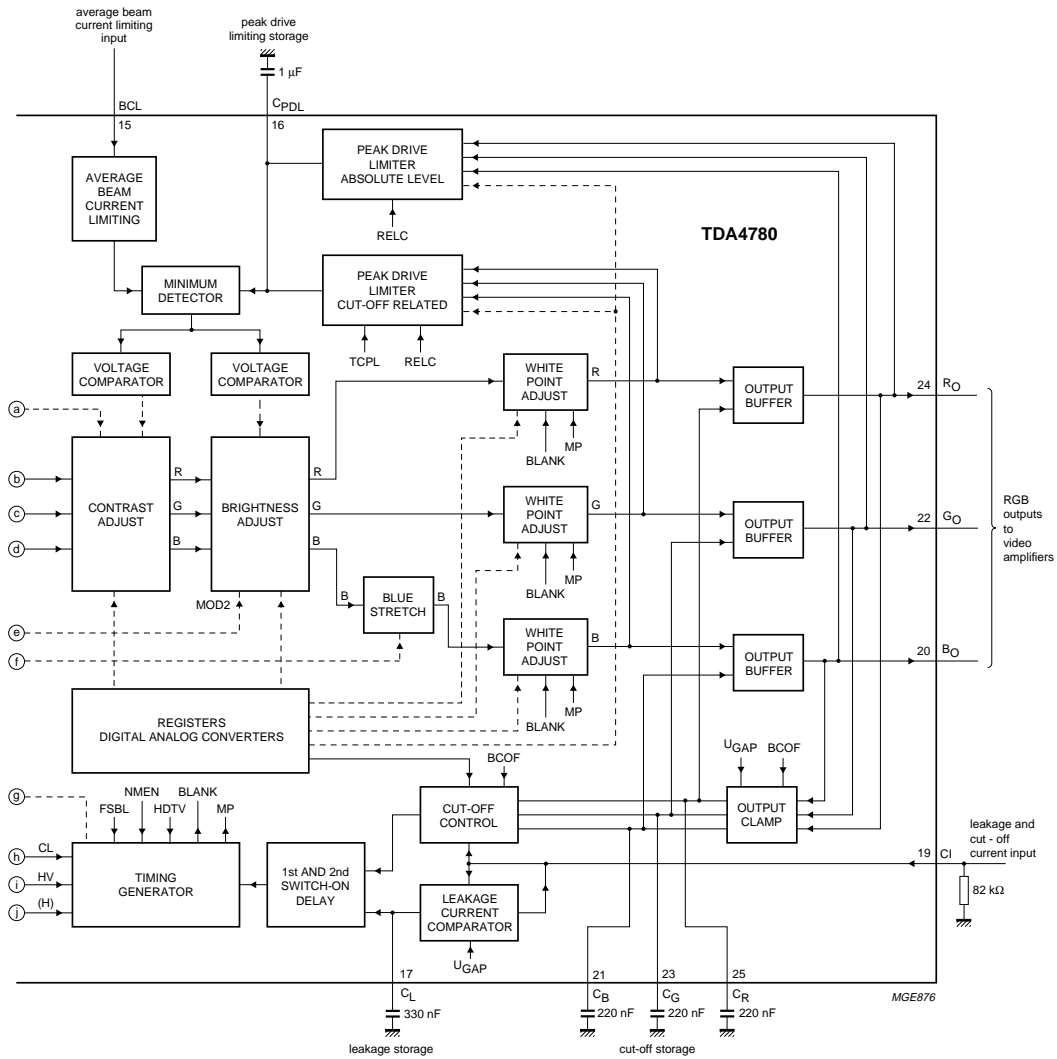 average beam
current limiting
input
peak drive
limiting storage
1 µF
BCL
CPDL
15
16
PEAK DRIVE
LIMITER
ABSOLUTE LEVEL
AVERAGE
BEAM
CURRENT
LIMITING
RELC
TDA4780
MINIMUM
DETECTOR
PEAK DRIVE
LIMITER
CUT-OFF RELATED
TCPL
RELC
VOLTAGE
COMPARATOR
VOLTAGE
COMPARATOR
WHITE
POINT
ADJUST
R
OUTPUT
BUFFER
24
RO
a
MP
BLANK
b
c
d
CONTRAST
ADJUST
R
G
B
BRIGHTNESS
ADJUST
R
G
B
WHITE
POINT
ADJUST
G
OUTPUT
BUFFER
22
GO
RGB
outputs
to
video
amplifiers
MP
BLANK
MOD2
B
BLUE
STRETCH
B
e
f
WHITE
POINT
ADJUST
B
OUTPUT
BUFFER
20
BO
MP
BLANK
REGISTERS
DIGITAL ANALOG CONVERTERS
UGAP
BCOF
BCOF
g
NMEN
BLANK
FSBL
HDTV
MP
CUT-OFF
CONTROL
OUTPUT
CLAMP
leakage and
cut - off
current input
h
CL
i
HV
j
(H)
TIMING
GENERATOR
1st AND 2nd
SWITCH-ON
DELAY
LEAKAGE
CURRENT
COMPARATOR
19
CI
82 kΩ
UGAP
17
21
23
25
CL
CB
CG
CR
MGE876
330 nF
220 nF
220 nF
220 nF
leakage storage
cut-off storage